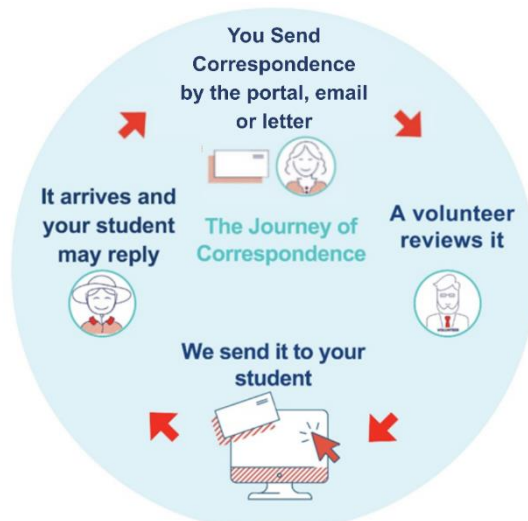 You Send
Correspondence
by the portal, email
or letter
The Journey of
Correspondence
A volunteer
reviews it
VOLUNTEER
We send it to your
student
It arrives and
your student
may reply